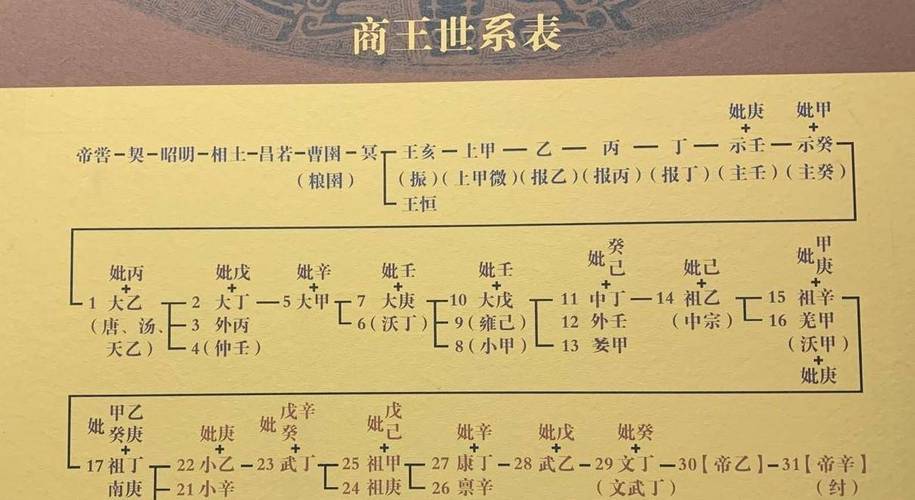 商王世系表
妣庚 妣甲
帝喾 契 昭明 相土 昌若 曹圉 冥 王亥 上甲 乙 丙 丁 示壬 示癸
(粮圉) (振) (上甲微) (报乙) (报丙) (报丁) (主壬) (主癸)
王恒
妣丙 妣戊 妣辛 妣壬 妣壬 妣癸己 妣己 妣甲庚
1 大乙 2 大丁 5 大甲 7 大庚 10 大戊 11 中丁 14 祖乙 15 祖辛
(唐、汤、 3 外丙 6 (沃丁) 9 (雍己) 12 外壬 (中宗) 16 羌甲
天乙) 4 (仲壬) 8 (小甲) 13 戔甲 (沃甲)
妣庚
妣甲乙癸庚 妣庚 妣戊辛癸 妣戊己 妣辛 妣戊 妣癸
17 祖丁 22 小乙 23 武丁 25 祖甲 27 康丁 28 武乙 29 文丁 30【帝乙】 31【帝辛】
南庚 21 小辛 24 祖庚 26 禀辛 (文武丁) (纣)